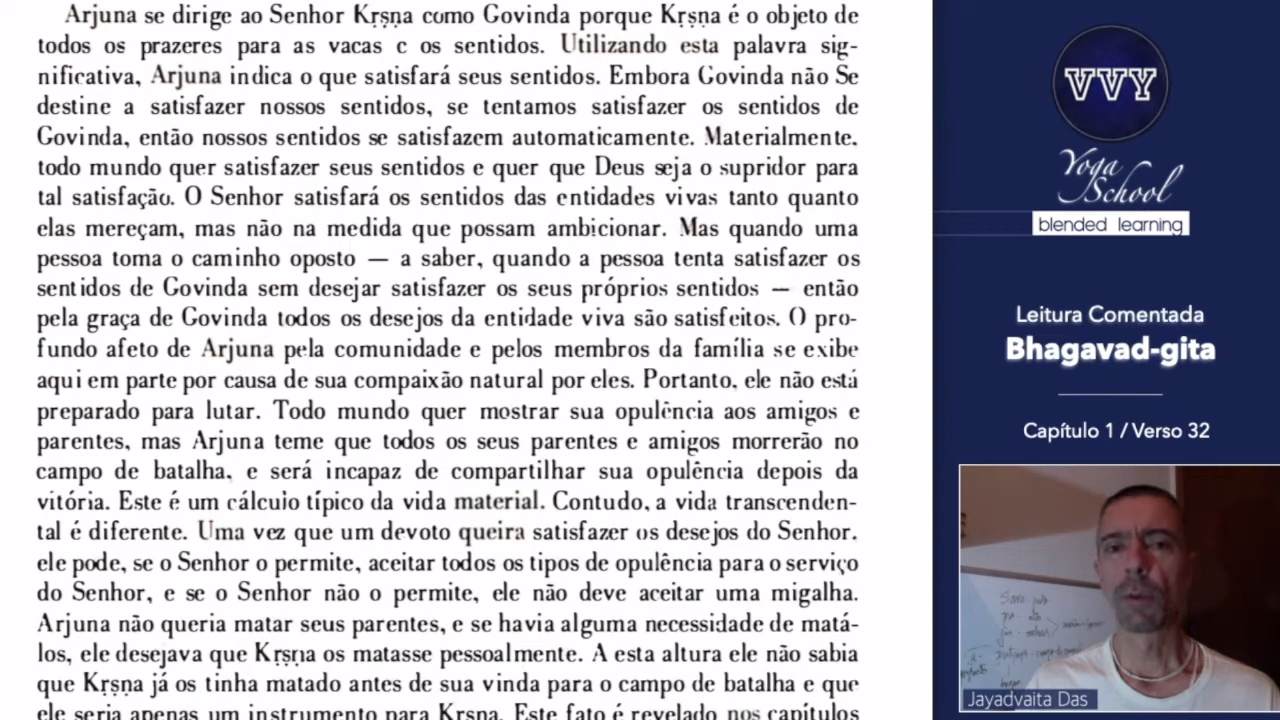 Arjuna se dirige ao Senhor Kṛṣṇa como Govinda porque Kṛṣṇa é o objeto de
todos os prazeres para as vacas e os sentidos. Utilizando esta palavra sig-
nificativa, Arjuna indica o que satisfará seus sentidos. Embora Govinda não Se
destine a satisfazer nossos sentidos, se tentamos satisfazer os sentidos de
Govinda, então nossos sentidos se satisfazem automaticamente. Materialmente,
todo mundo quer satisfazer seus sentidos e quer que Deus seja o supridor para
tal satisfação. O Senhor satisfará os sentidos das entidades vivas tanto quanto
elas mereçam, mas não na medida que possam ambicionar. Mas quando uma
pessoa toma o caminho oposto — a saber, quando a pessoa tenta satisfazer os
sentidos de Govinda sem desejar satisfazer os seus próprios sentidos — então
pela graça de Govinda todos os desejos da entidade viva são satisfeitos. O pro-
fundo afeto de Arjuna pela comunidade e pelos membros da família se exibe
aqui em parte por causa de sua compaixão natural por eles. Portanto, ele não está
preparado para lutar. Todo mundo quer mostrar sua opulência aos amigos e
parentes, mas Arjuna teme que todos os seus parentes e amigos morrerão no
campo de batalha, e será incapaz de compartilhar sua opulência depois da
vitória. Este é um cálculo típico da vida material. Contudo, a vida transcenden-
tal é diferente. Uma vez que um devoto queira satisfazer os desejos do Senhor,
ele pode, se o Senhor o permite, aceitar todos os tipos de opulência para o serviço
do Senhor, e se o Senhor não o permite, ele não deve aceitar uma migalha.
Arjuna não queria matar seus parentes, e se havia alguma necessidade de matá-
los, ele desejava que Kṛṣṇa os matasse pessoalmente. A esta altura ele não sabia
que Kṛṣṇa já os tinha matado antes de sua vinda para o campo de batalha e que
ele seria apenas um instrumento para Kṛṣṇa. Este fato é revelado nos capítulos
VVY
Yoga
School
blended learning
Leitura Comentada
Bhagavad-gita
Capítulo 1 / Verso 32
Jayadvaita Das